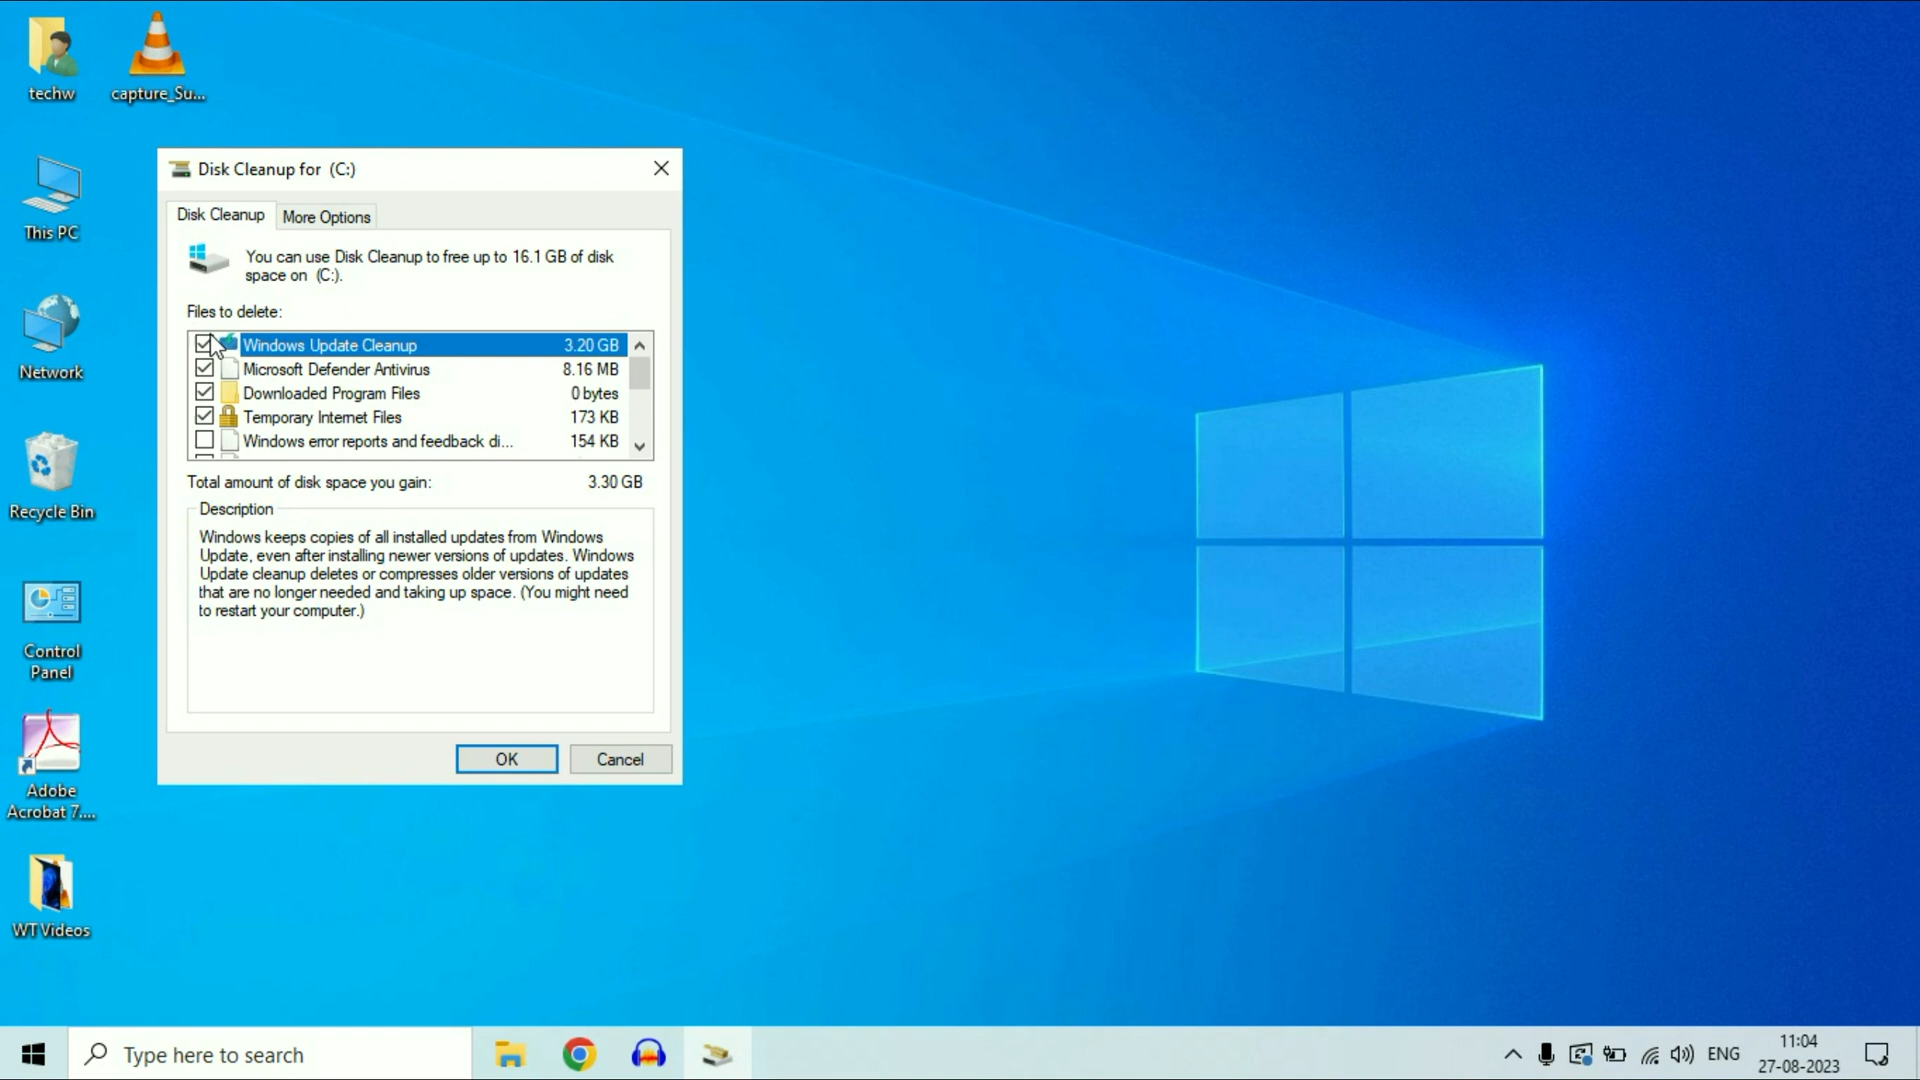 techw
capture_Su...
This PC
Network
Recycle Bin
Control
Panel
Adobe
Acrobat 7....
WT Videos
Disk Cleanup for (C:)
Disk Cleanup
More Options
You can use Disk Cleanup to free up to 16.1 GB of disk
space on (C:).
Files to delete:
Windows Update Cleanup 3.20 GB
Microsoft Defender Antivirus 8.16 MB
Downloaded Program Files 0 bytes
Temporary Internet Files 173 KB
Windows error reports and feedback di... 154 KB
Total amount of disk space you gain: 3.30 GB
Description
Windows keeps copies of all installed updates from Windows
Update, even after installing newer versions of updates. Windows
Update cleanup deletes or compresses older versions of updates
that are no longer needed and taking up space. (You might need
to restart your computer.)
OK
Cancel
Type here to search
ENG
11:04
27-08-2023